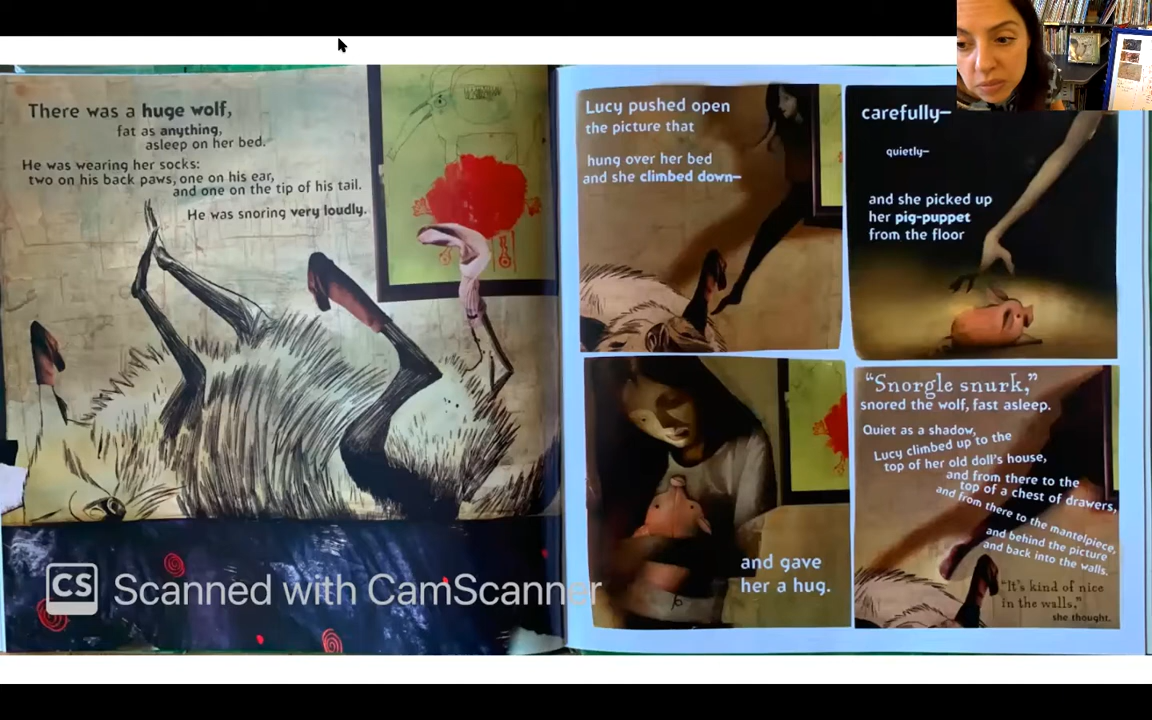 There was a huge wolf,
fat as anything,
asleep on her bed.
He was wearing her socks:
two on his back paws, one on his ear,
and one on the tip of his tail.
He was snoring very loudly.
CS Scanned with CamScanner
Lucy pushed open
the picture that
hung over her bed
and she climbed down—
carefully—
quietly—
and she picked up
her pig-puppet
from the floor
and gave
her a hug.
"Snorgle snurk,"
snored the wolf, fast asleep.
Quiet as a shadow,
Lucy climbed up to the
top of her old doll's house,
and from there to the
top of a chest of drawers,
and from there to the mantelpiece,
and behind the picture
and back into the walls.
"It's kind of nice
in the walls,"
she thought.